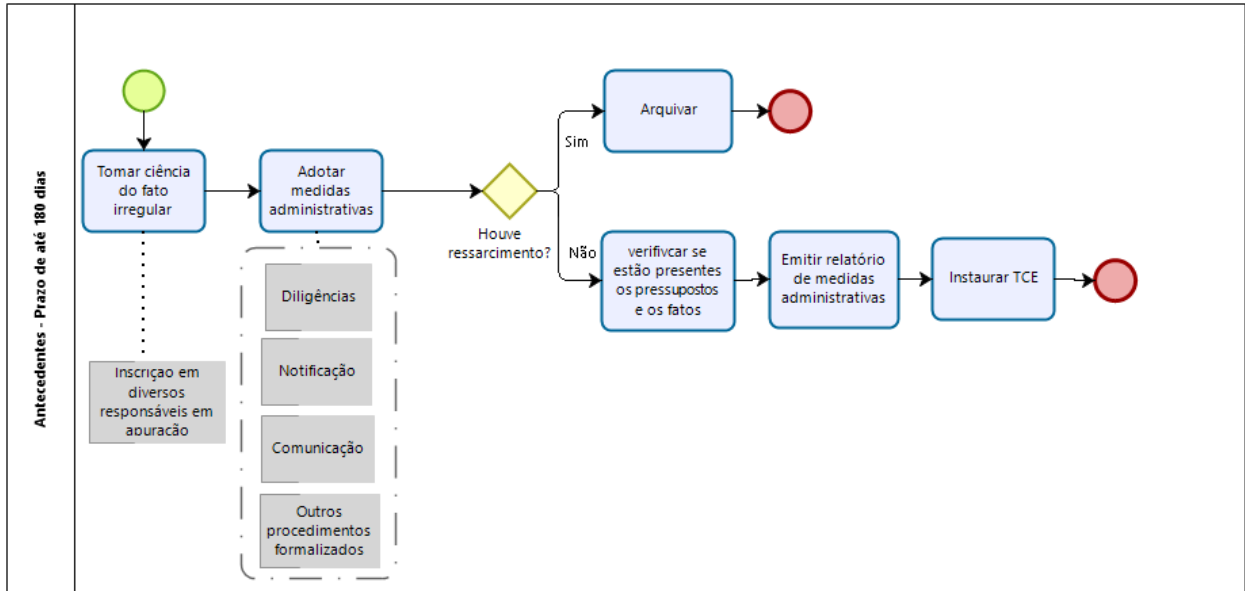 Antecedentes - Prazo de até 180 dias
Tomar ciência
do fato
irregular
Adotar
medidas
administrativas
Houve
ressarcimento?
Sim
Arquivar
Não
verifivcar se
estão presentes
os pressupostos
e os fatos
Emitir relatório
de medidas
administrativas
Instaurar TCE
Inscrição em
diversos
responsáveis em
apuração
Diligências
Notificação
Comunicação
Outros
procedimentos
formalizados